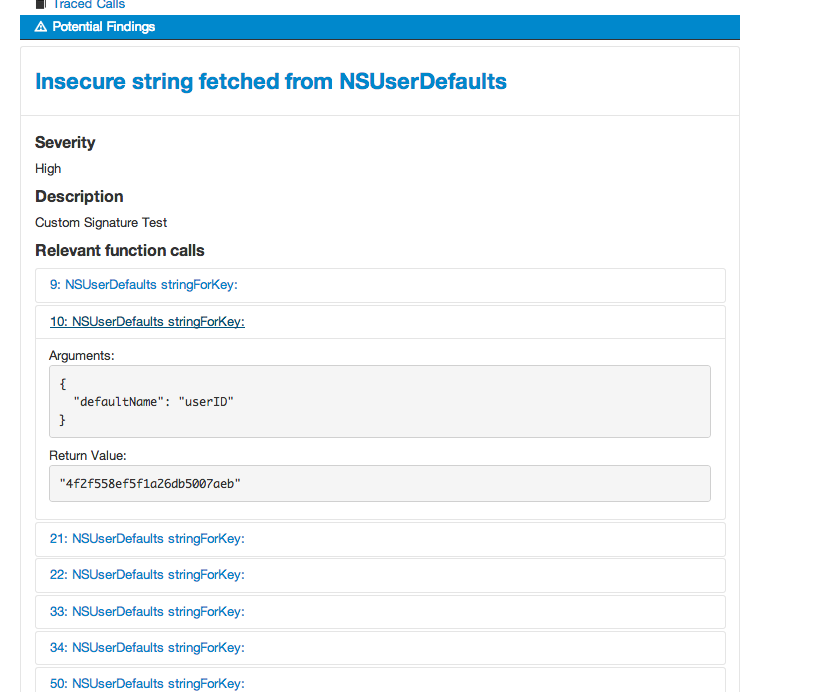 Traced Calls
Potential Findings
Insecure string fetched from NSUserDefaults
Severity
High
Description
Custom Signature Test
Relevant function calls
9: NSUserDefaults stringForKey:
10: NSUserDefaults stringForKey:
Arguments:
{
"defaultName": "userID"
}
Return Value:
"4f2f558ef5f1a26db5007aeb"
21: NSUserDefaults stringForKey:
22: NSUserDefaults stringForKey:
33: NSUserDefaults stringForKey:
34: NSUserDefaults stringForKey:
50: NSUserDefaults stringForKey: